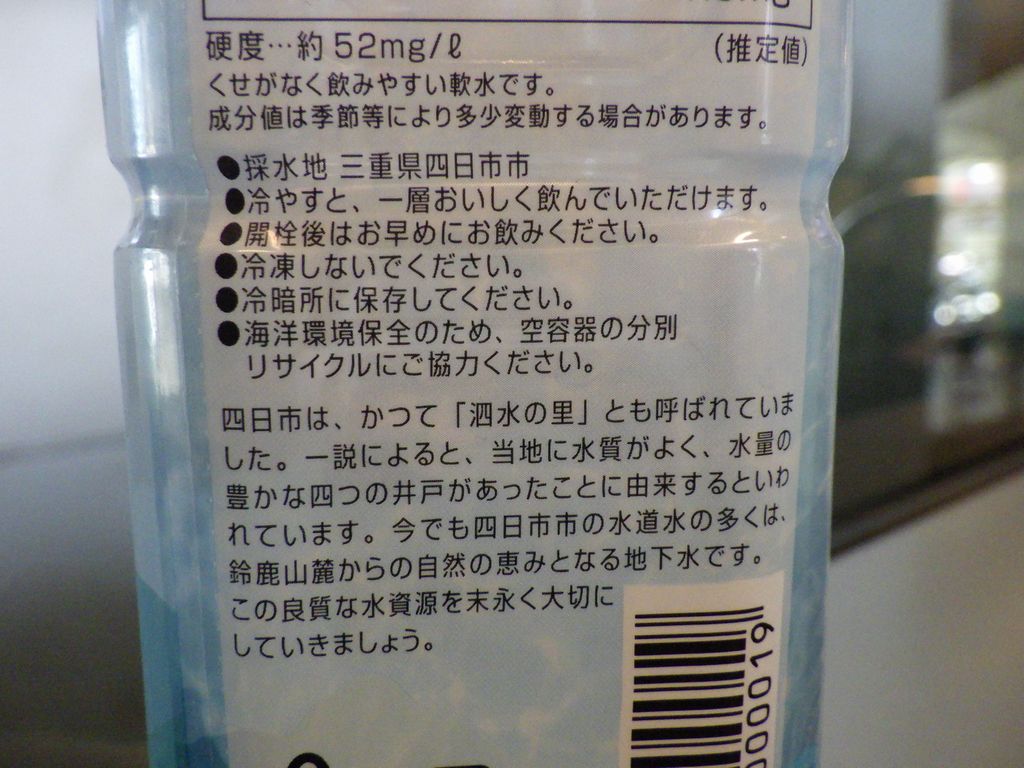 硬度…約52mg/ℓ (推定値)
くせがなく飲みやすい軟水です。
成分値は季節等により多少変動する場合があります。
●採水地 三重県四日市市
●冷やすと、一層おいしく飲んでいただけます。
●開栓後はお早めにお飲みください。
●冷凍しないでください。
●冷暗所に保存してください。
●海洋環境保全のため、空容器の分別
リサイクルにご協力ください。
四日市は、かつて「泗水の里」とも呼ばれていま
した。一説によると、当地に水質がよく、水量の
豊かな四つの井戸があったことに由来するといわ
れています。今でも四日市市の水道水の多くは、
鈴鹿山麓からの自然の恵みとなる地下水です。
この良質な水資源を末永く大切に
していきましょう。
000019